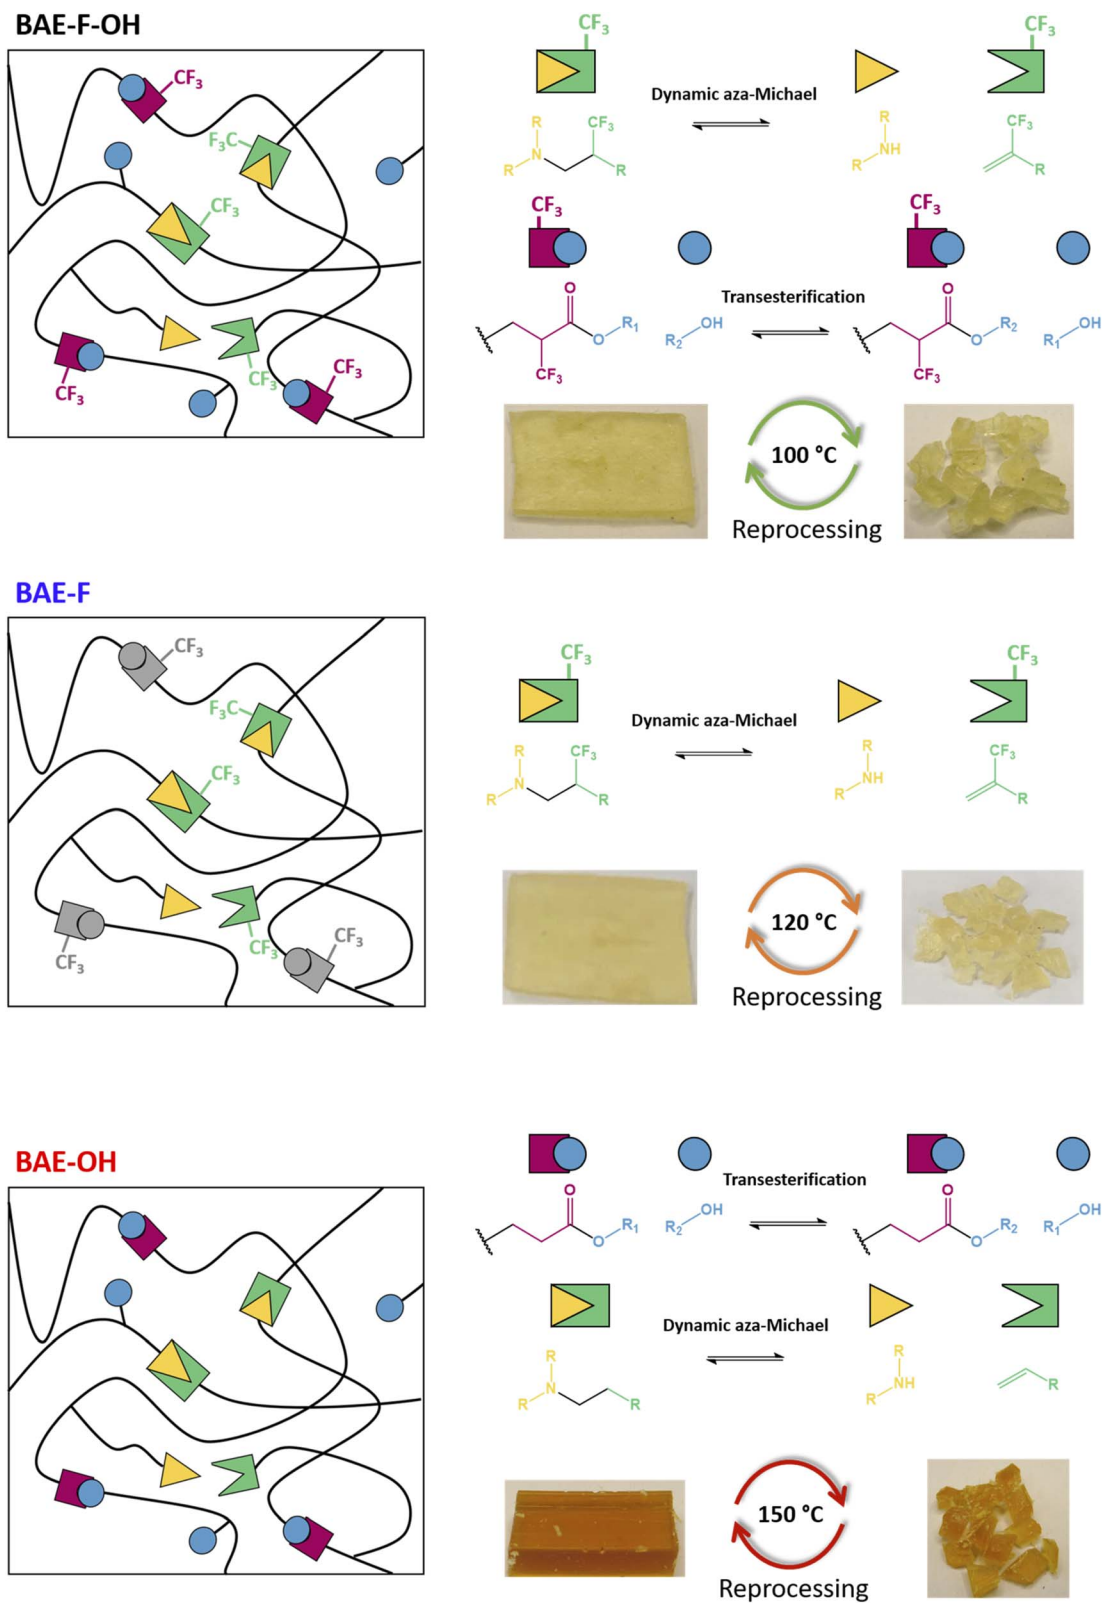 BAE-F-OH
CF₃
F₃C
CF₃
CF₃
CF₃
CF₃
CF₃
CF₃
Dynamic aza-Michael
R
N
R
CF₃
R
R
NH
R
CF₃
R
CF₃
CF₃
Transesterification
O
O
R₁
CF₃
R₂
OH
O
O
R₂
CF₃
R₁
OH
100 °C
Reprocessing
BAE-F
CF₃
F₃C
CF₃
CF₃
CF₃
CF₃
CF₃
CF₃
Dynamic aza-Michael
R
N
R
CF₃
R
R
NH
R
CF₃
R
120 °C
Reprocessing
BAE-OH
Transesterification
O
O
R₁
R₂
OH
O
O
R₂
R₁
OH
Dynamic aza-Michael
R
N
R
R
R
NH
R
R
150 °C
Reprocessing